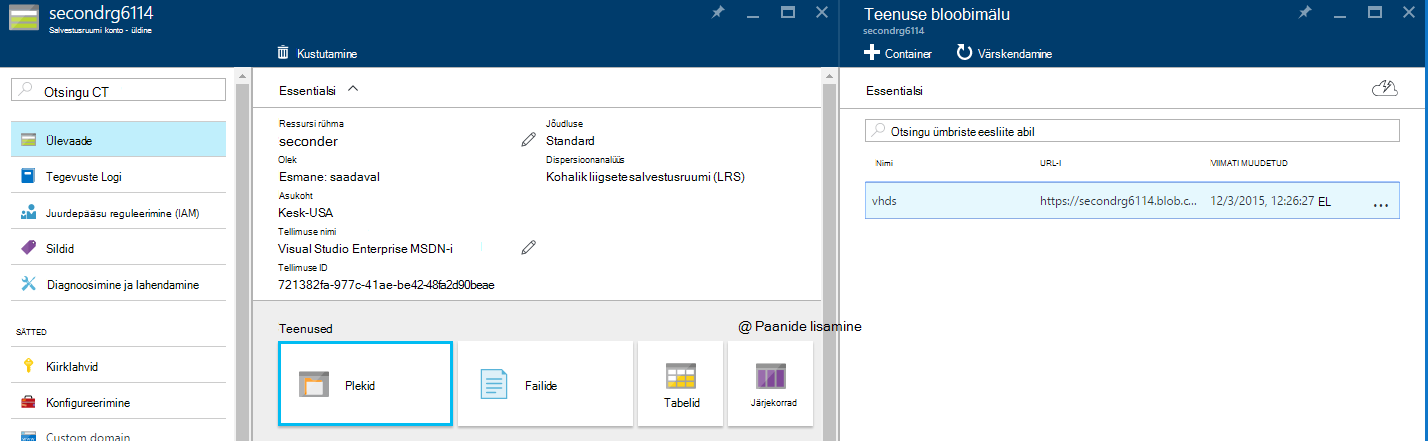 secondrg6114
Salvestusruumi konto - üldine
Kustutamine
Otsingu CT
Ülevaade
Tegevuste Logi
Juurdepääsu reguleerimine (IAM)
Sildid
Diagnoosimine ja lahendamine
SÄTTED
Kiirklahvid
Konfigureerimine
Custom domain
Essentialsi
Ressursi rühma
seconder
Jõudluse
Standard
Olek
Esmane: saadaval
Dispersioonanalüüs
Kohalik liigsete salvestusruumi (LRS)
Asukoht
Kesk-USA
Tellimuse nimi
Visual Studio Enterprise MSDN-i
Tellimuse ID
721382fa-977c-41ae-be42-48fa2d90beae
Teenused
@ Paanide lisamine
Plekid
Failide
Tabelid
Järjekorrad
Teenuse bloobimälu
secondrg6114
Container
Värskendamine
Essentialsi
Otsingu ümbriste eesliite abil
Nimi URL-I VIIMATI MUUDETUD
vhds https://secondrg6114.blob.c... 12/3/2015, 12:26:27 EL ...